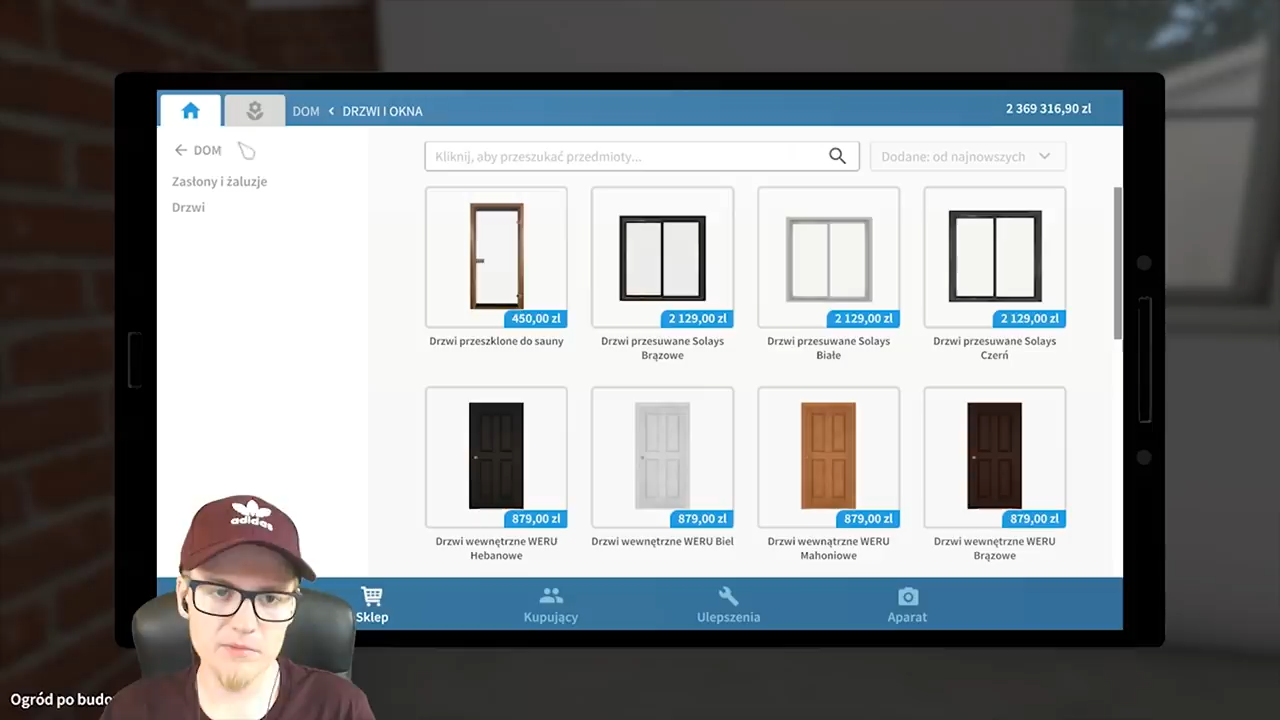 DOM < DRZWI I OKNA
2 369 316,90 zl
← DOM
Zasłony i żaluzje
Drzwi
Kliknij, aby przeszukać przedmioty...
Dodane: od najnowszych
450,00 zl
2 129,00 zl
2 129,00 zl
2 129,00 zl
Drzwi przeszklone do sauny
Drzwi przesuwane Solays
Brązowe
Drzwi przesuwane Solays
Białe
Drzwi przesuwane Solays
Czerń
879,00 zl
879,00 zl
879,00 zl
879,00 zl
Drzwi wewnętrzne WERU
Hebanowe
Drzwi wewnętrzne WERU Biel
Drzwi wewnątrzne WERU
Mahoniowe
Drzwi wewnętrzne WERU
Brązowe
adidas
Sklep
Kupujący
Ulepszenia
Aparat
Ogród po budo